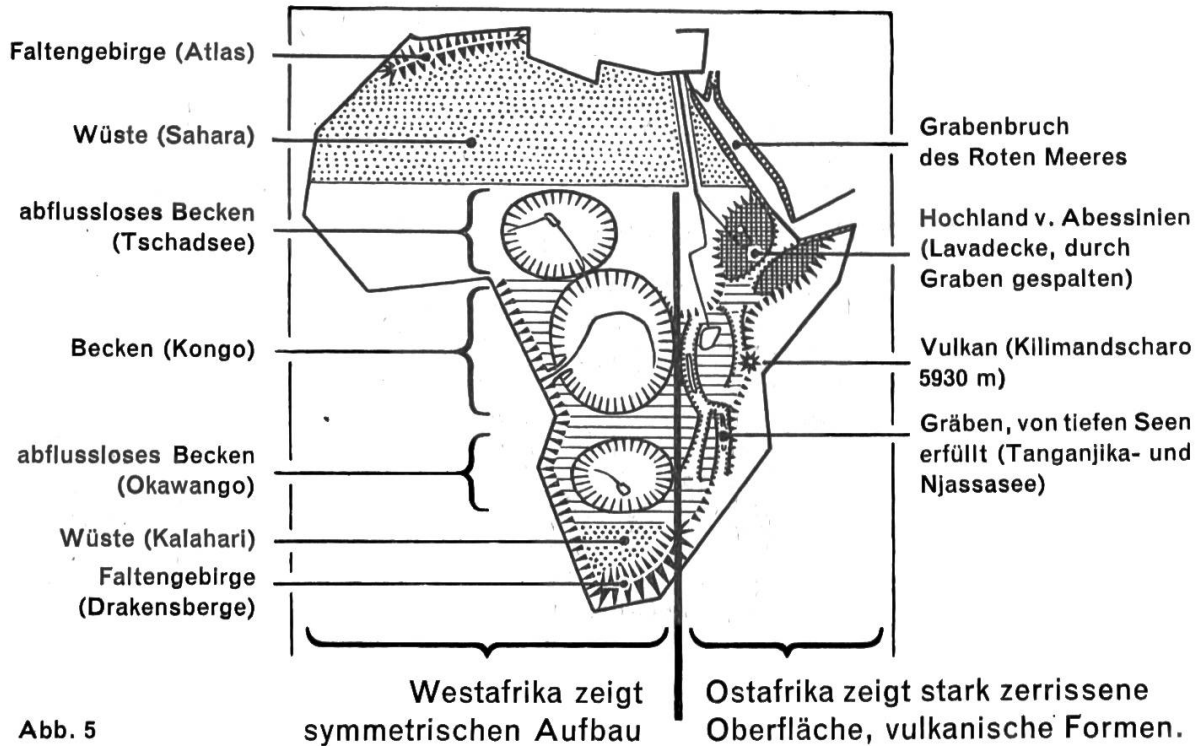 Faltengebirge (Atlas)
Wüste (Sahara)
abflussloses Becken
(Tschadsee)
Becken (Kongo)
abflussloses Becken
(Okawango)
Wüste (Kalahari)
Faltengebirge
(Drakensberge)
Grabenbruch
des Roten Meeres
Hochland v. Abessinien
(Lavadecke, durch
Graben gespalten)
Vulkan (Kilimandscharo
5930 m)
Gräben, von tiefen Seen
erfüllt (Tanganjika- und
Njassasee)
Westafrika zeigt
symmetrischen Aufbau
Ostafrika zeigt stark zerrissene
Oberfläche, vulkanische Formen.
Abb. 5